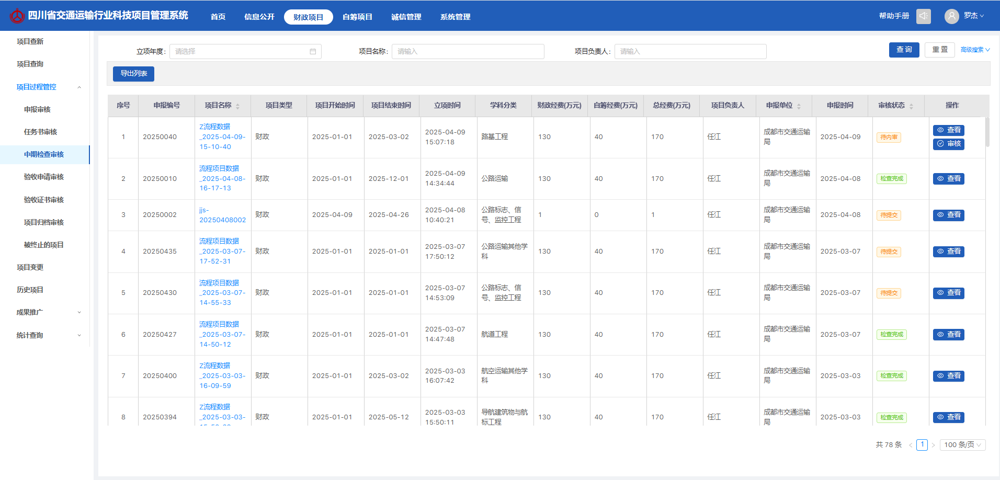 四川省交通运输行业科技项目管理系统
首页 信息公开 财政项目 自筹项目 诚信管理 系统管理
帮助手册 罗杰
项目查新
项目查询
项目过程管控
申报审核
任务书审核
中期检查审核
验收申请审核
验收证书审核
项目归档审核
被终止的项目
项目变更
历史项目
成果推广
统计查询
立项年度: 请选择 项目名称: 请输入 项目负责人: 请输入 查 询 重 置 高级搜索
导出列表
序号 申报编号 项目名称 项目类型 项目开始时间 项目结束时间 立项时间 学科分类 财政经费(万元) 自筹经费(万元) 总经费(万元) 项目负责人 申报单位 申报时间 审核状态 操作
1 20250040 Z流程数据_2025-04-09-15-10-40 财政 2025-01-01 2025-03-02 2025-04-09 15:07:18 路基工程 130 40 170 任江 成都市交通运输局 2025-04-09 待内审 查看 审核
2 20250010 流程项目数据_2025-04-08-16-17-13 财政 2025-01-01 2025-12-01 2025-04-09 14:34:44 公路运输 130 40 170 任江 成都市交通运输局 2025-04-08 检查完成 查看
3 20250002 jjs-20250408002 财政 2025-04-09 2025-04-26 2025-04-08 10:40:21 公路标志、信号、监控工程 1 0 1 任江 成都市交通运输局 2025-04-08 待提交 查看
4 20250435 流程项目数据_2025-03-07-17-52-31 财政 2025-01-01 2025-01-01 2025-03-07 17:50:12 公路运输其他学科 130 40 170 任江 成都市交通运输局 2025-03-07 待提交 查看
5 20250430 流程项目数据_2025-03-07-14-55-33 财政 2025-01-01 2025-01-01 2025-03-07 14:53:09 公路标志、信号、监控工程 130 40 170 任江 成都市交通运输局 2025-03-07 待提交 查看
6 20250427 流程项目数据_2025-03-07-14-50-12 财政 2025-01-01 2025-01-01 2025-03-07 14:47:48 航道工程 130 40 170 任江 成都市交通运输局 2025-03-07 检查完成 查看
7 20250400 Z流程数据_2025-03-03-16-09-59 财政 2025-01-01 2025-03-02 2025-03-03 16:07:42 航空运输其他学科 130 40 170 任江 成都市交通运输局 2025-03-03 检查完成 查看
8 20250394 Z流程数据_2025-03-03- 财政 2025-01-01 2025-05-12 2025-03-03 15:50:11 导航建筑物与航标工程 130 40 170 任江 成都市交通运输局 2025-03-03 检查完成 查看
共 78 条 < 1 > 100 条/页